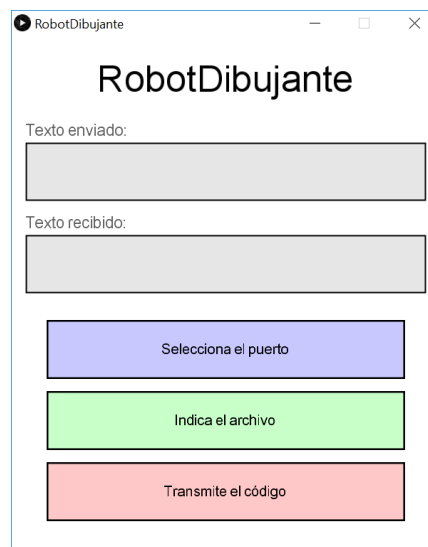 RobotDibujante
RobotDibujante
Texto enviado:
Texto recibido:
Selecciona el puerto
Indica el archivo
Transmite el código